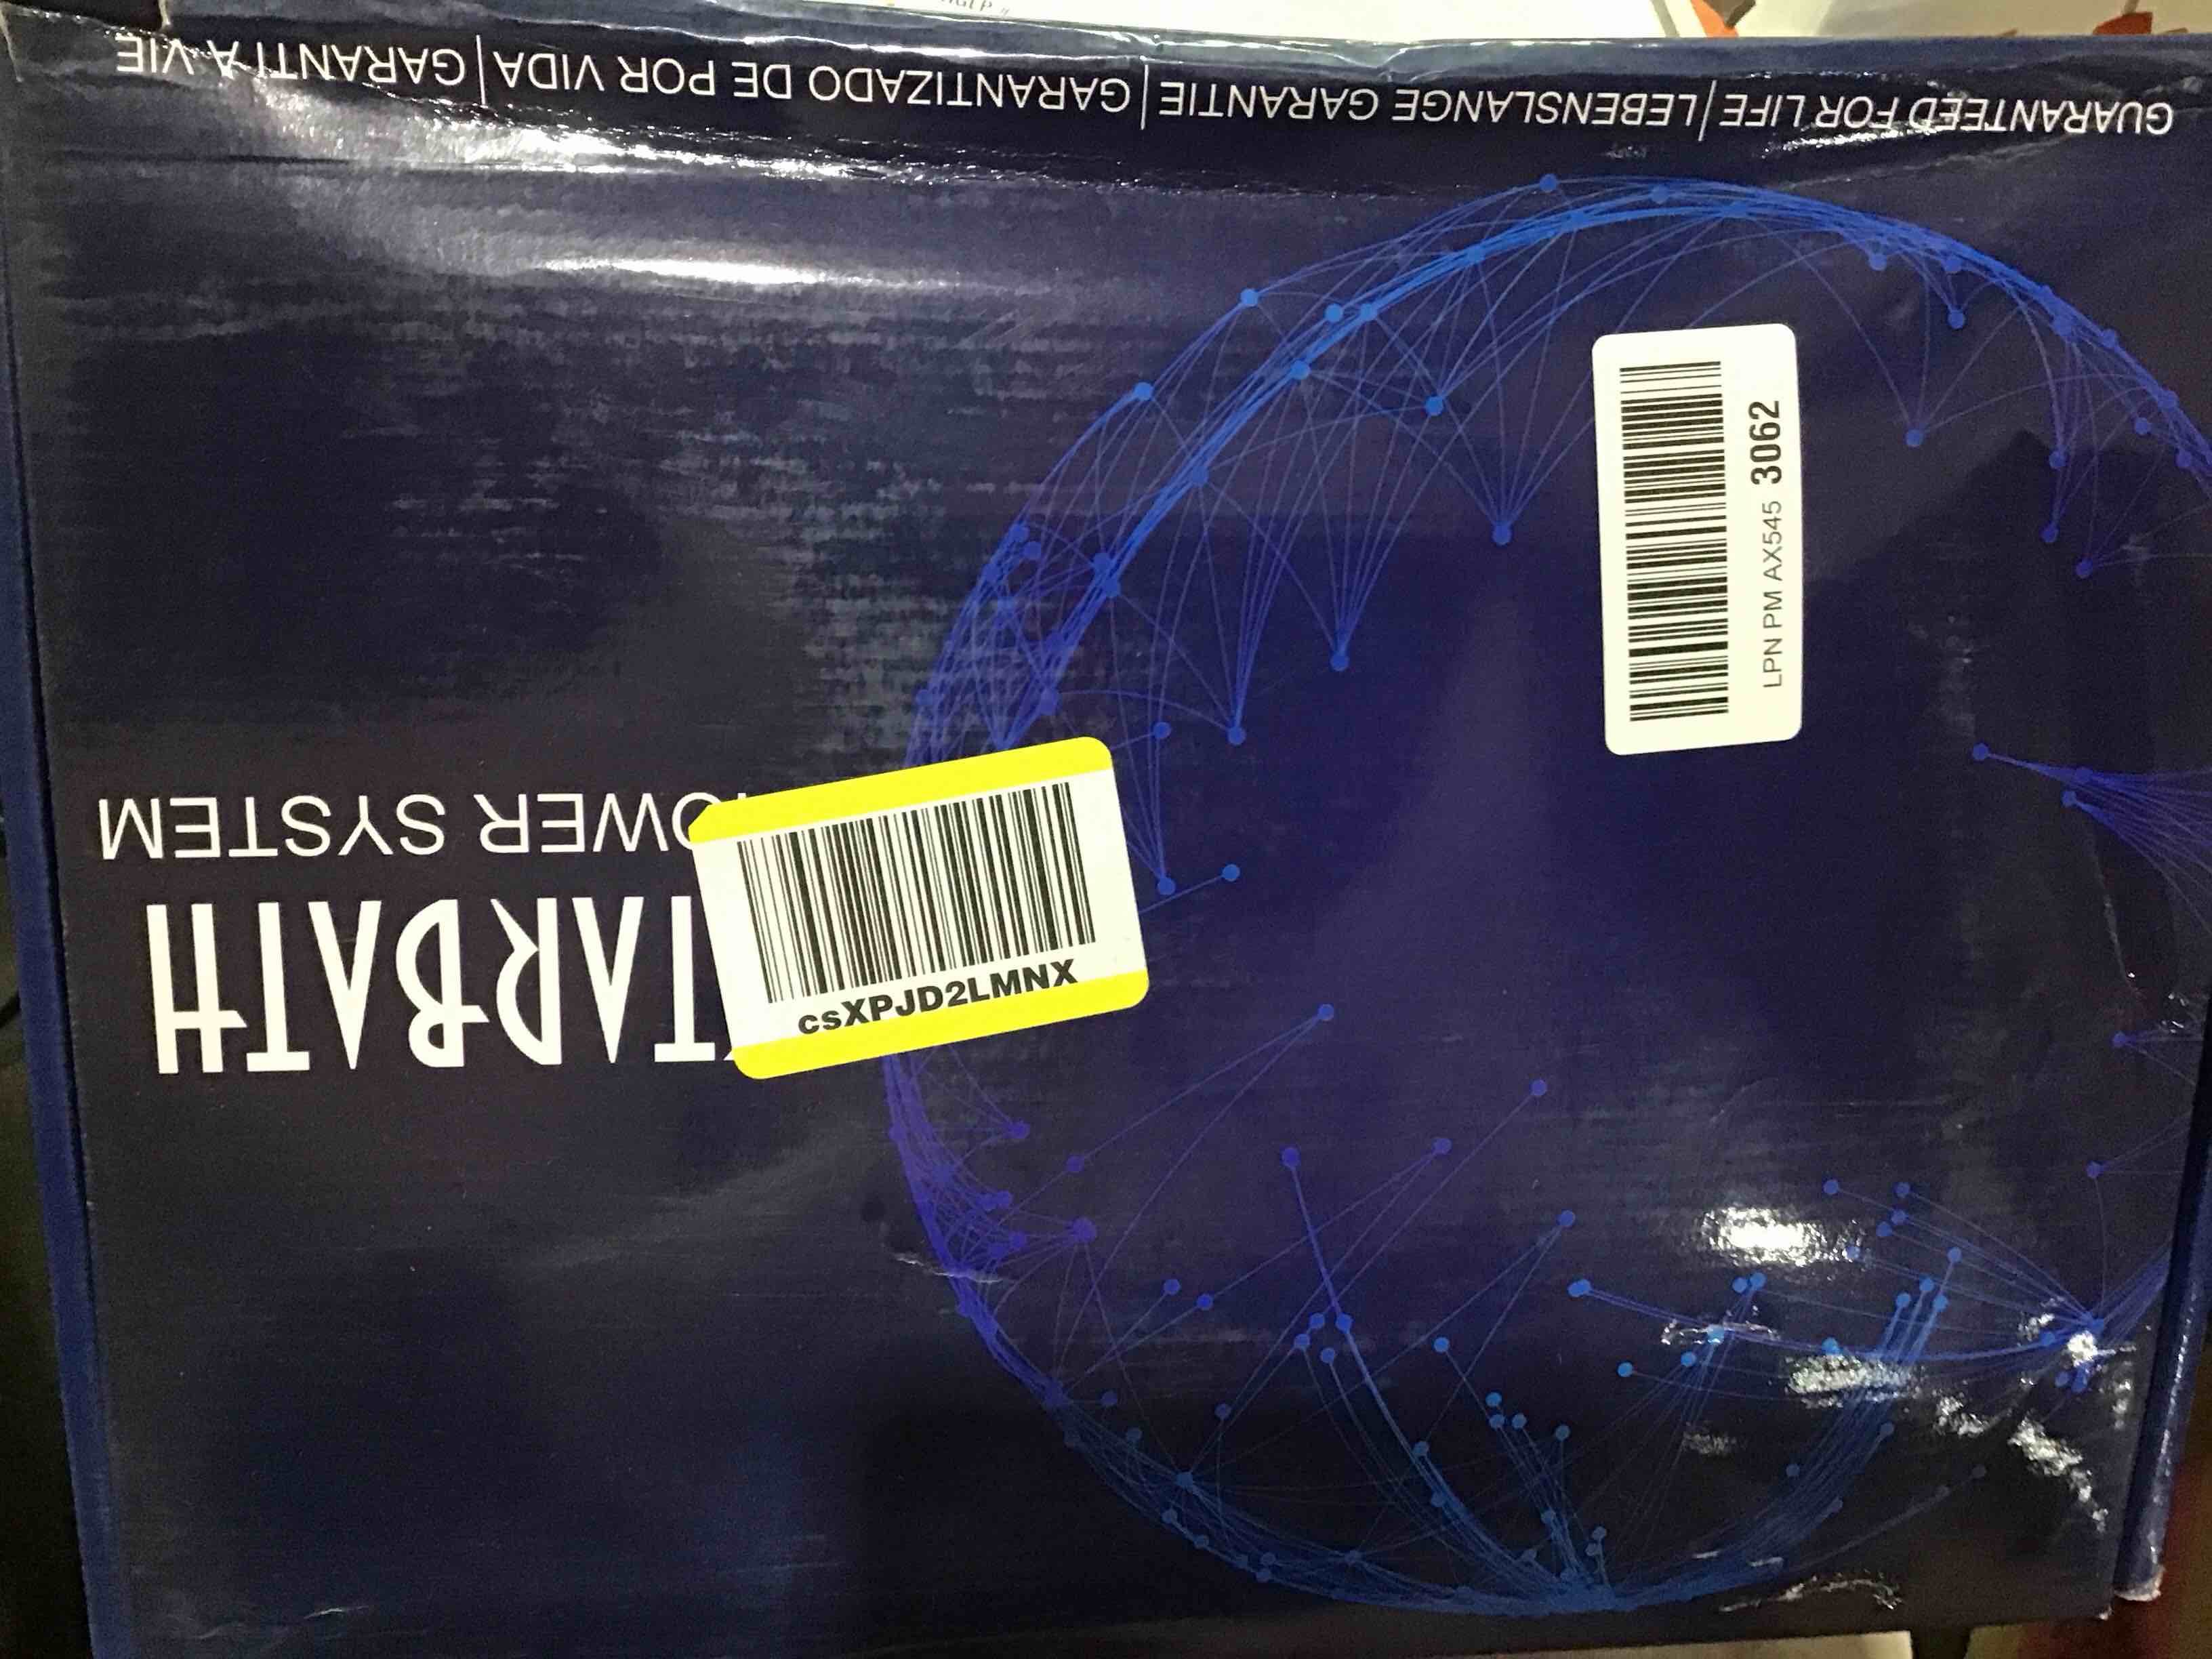 GUARANTEED FOR LIFE | LEBENSLANGE GARANTIE | GARANTIZADO DE POR VIDA | GARANTI A VIE
LPN PM AX545 3062
csXPJD2LMNX
TARBATH
OWER SYSTEM